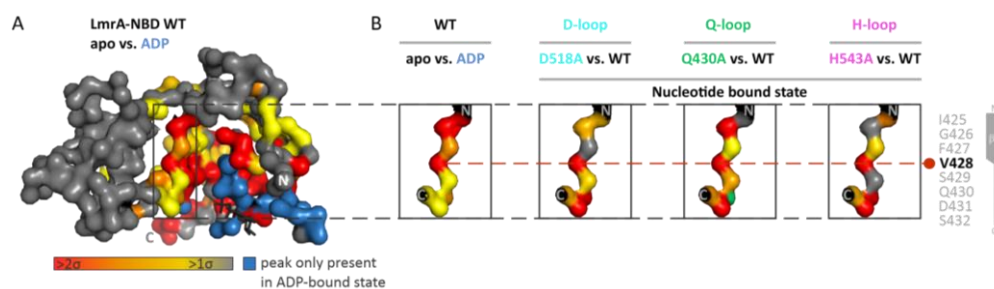 A
LmrA-NBD WT
apo vs. ADP
N
C
>2σ
>1σ
peak only present
in ADP-bound state
B
WT
D-loop
Q-loop
H-loop
apo vs. ADP
D518A vs. WT
Q430A vs. WT
H543A vs. WT
Nucleotide bound state
N
N
N
N
C
C
C
C
I425
G426
F427
V428
S429
Q430
D431
S432